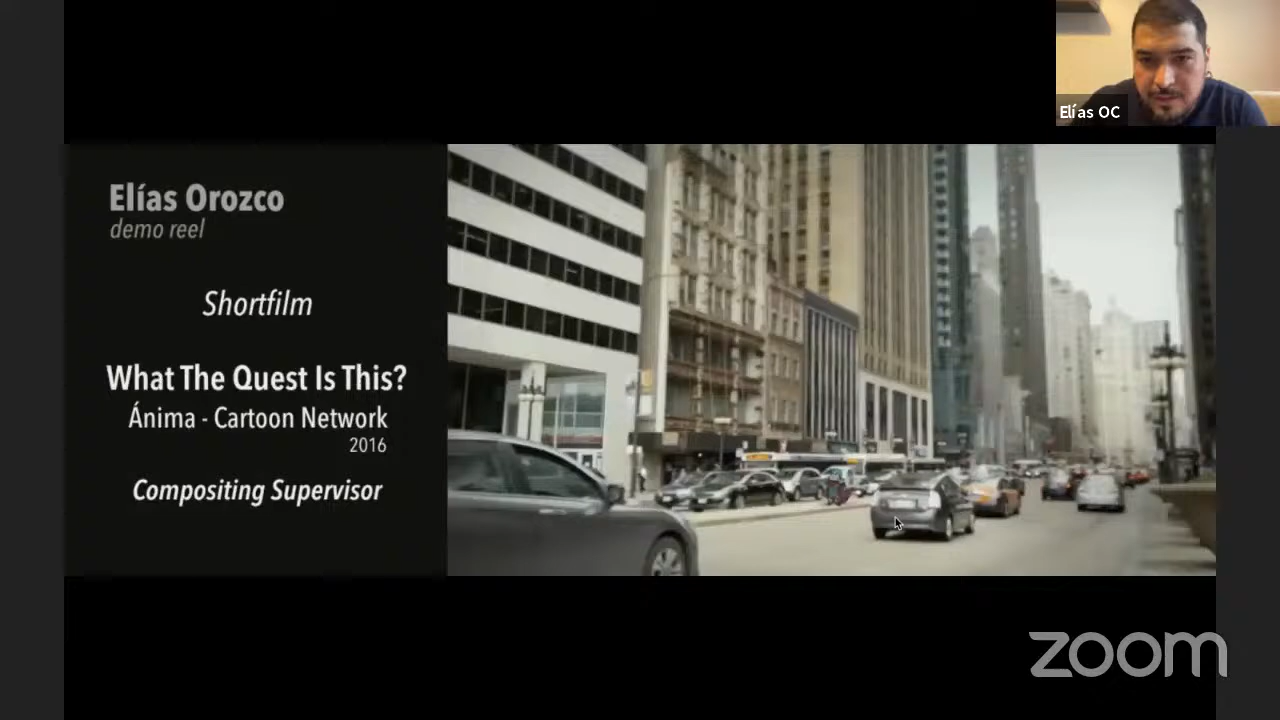 Elías OC
Elías Orozco
demo reel
Shortfilm
What The Quest Is This?
Ánima - Cartoon Network
2016
Compositing Supervisor
zoom